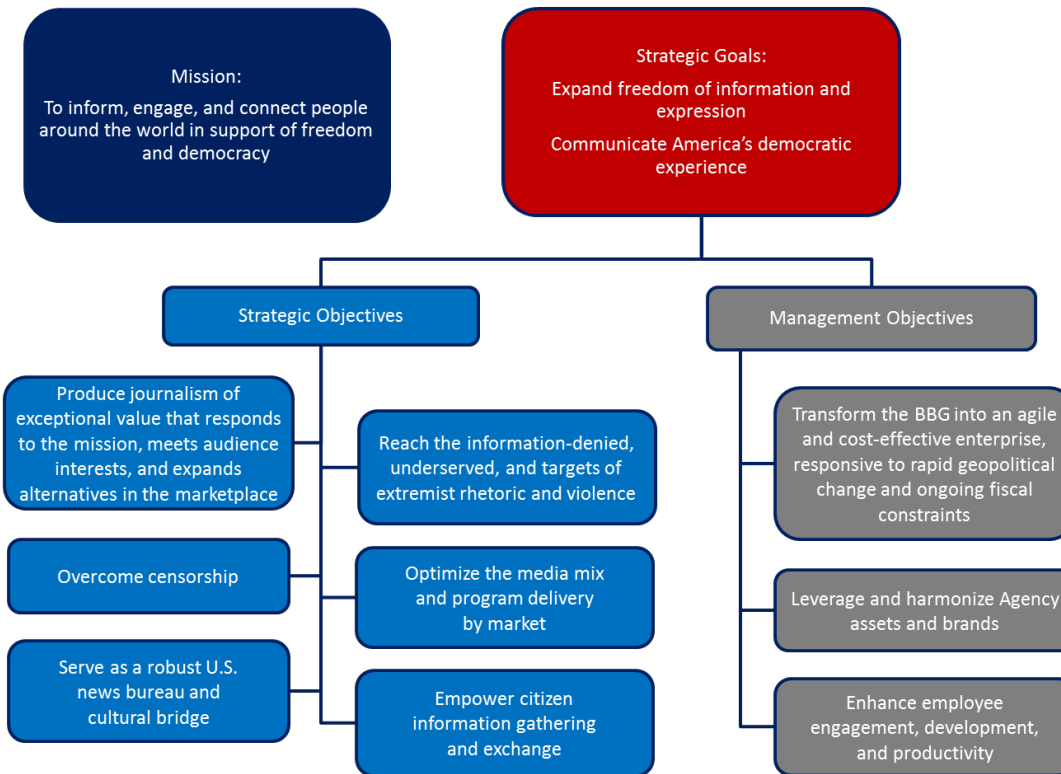 Mission:
To inform, engage, and connect people
around the world in support of freedom
and democracy
Strategic Goals:
Expand freedom of information and
expression
Communicate America's democratic
experience
Strategic Objectives
Management Objectives
Produce journalism of
exceptional value that responds
to the mission, meets audience
interests, and expands
alternatives in the marketplace
Reach the information-denied,
underserved, and targets of
extremist rhetoric and violence
Overcome censorship
Optimize the media mix
and program delivery
by market
Serve as a robust U.S.
news bureau and
cultural bridge
Empower citizen
information gathering
and exchange
Transform the BBG into an agile
and cost-effective enterprise,
responsive to rapid geopolitical
change and ongoing fiscal
constraints
Leverage and harmonize Agency
assets and brands
Enhance employee
engagement, development,
and productivity